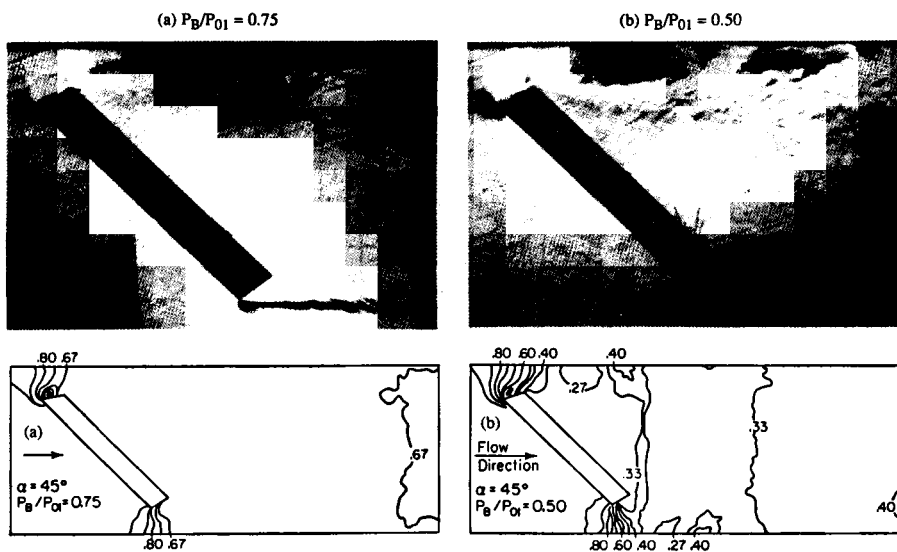 (a) P_B/P_01 = 0.75
(b) P_B/P_01 = 0.50
.80 .67
(a)
α = 45°
P_B/P_01 = 0.75
.67
.80 .67
.80 .60 .40
.40
.27
(b)
Flow
Direction
α = 45°
P_B/P_01 = 0.50
.33
.33
.40
.80 .60 .40
.27 .40